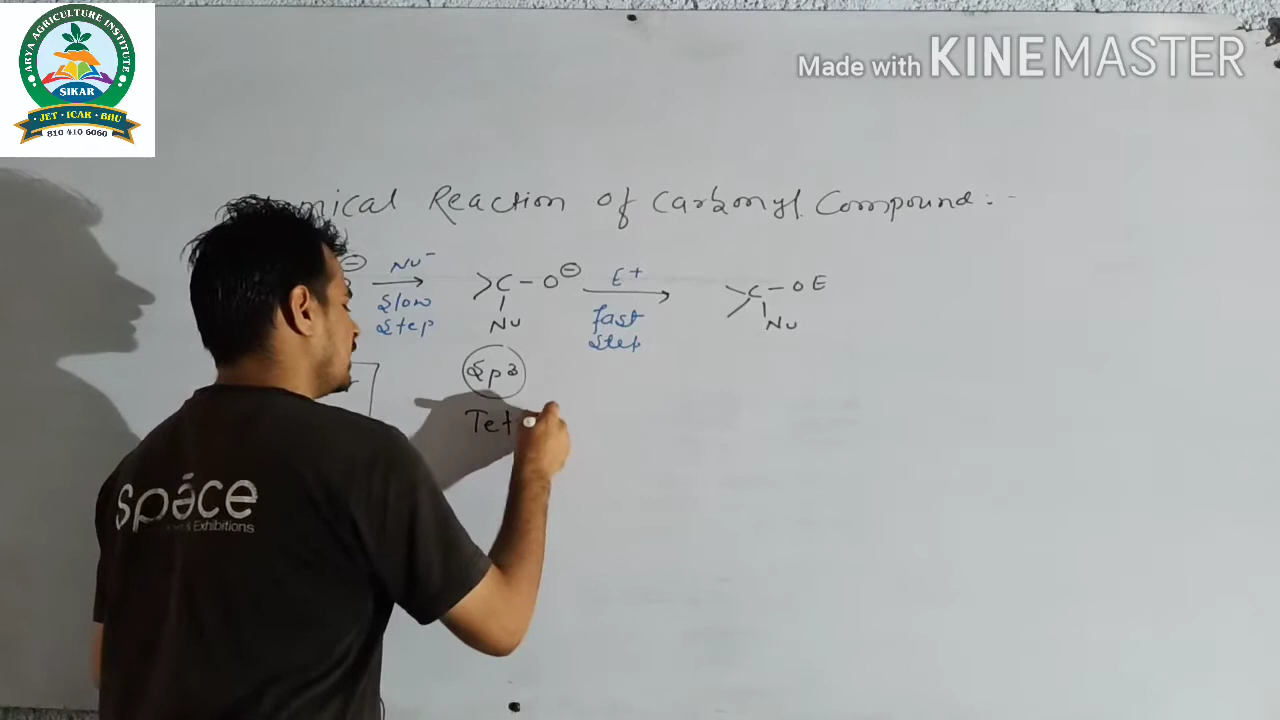 ARYA AGRICULTURE INSTITUTE
SIKAR
JET · ICAR · BHU
810 410 6060
Made with KINEMASTER
Reaction of Carbonyl Compound :-
Nu⁻
Slow
Step
>C - O⊖
Nu
E⁺
fast
Step
>C - OE
Nu
Sp3
Tet
space
& Exhibitions